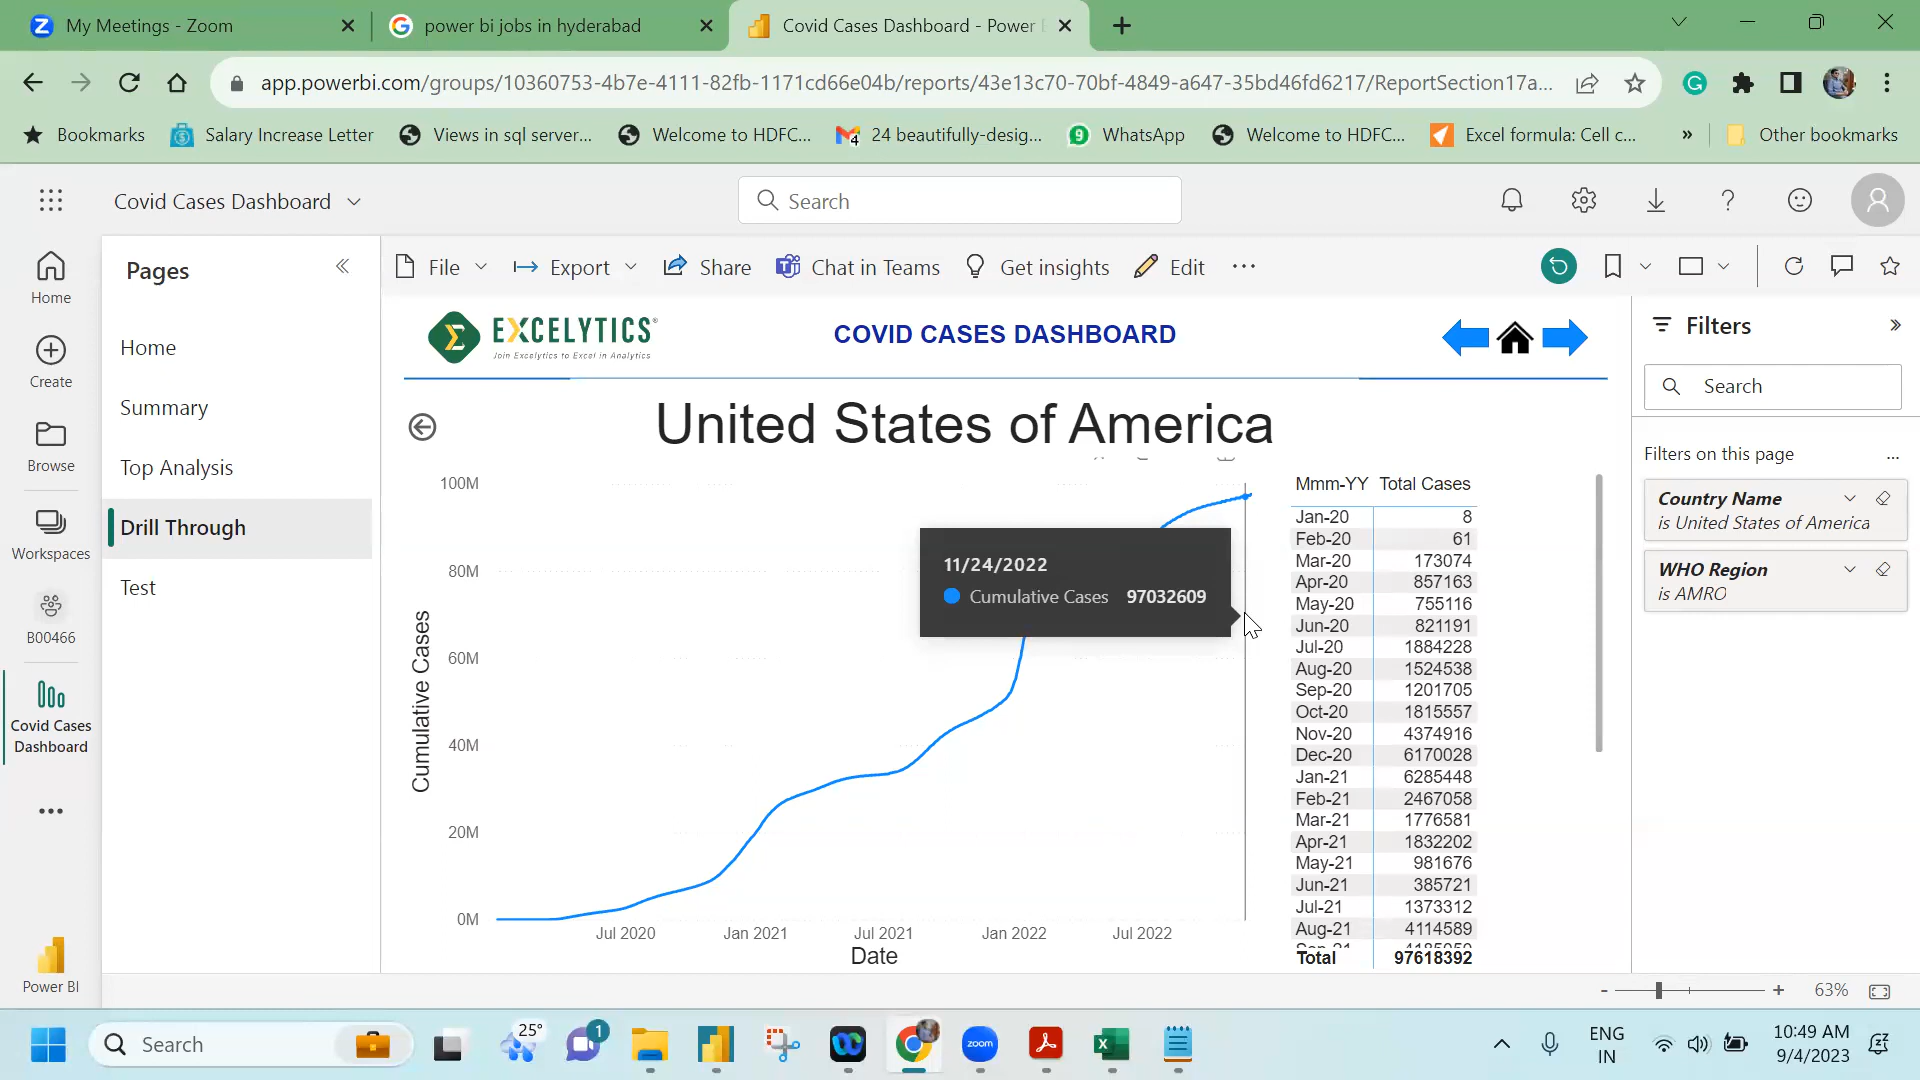 My Meetings - Zoom
power bi jobs in hyderabad
Covid Cases Dashboard - Power
app.powerbi.com/groups/10360753-4b7e-4111-82fb-1171cd66e04b/reports/43e13c70-70bf-4849-a647-35bd46fd6217/ReportSection17a...
Bookmarks
Salary Increase Letter
Views in sql server...
Welcome to HDFC...
4
24 beautifully-desig...
9
WhatsApp
Welcome to HDFC...
Excel formula: Cell c...
»
Other bookmarks
Covid Cases Dashboard
Search
Home
Create
Browse
Workspaces
B00466
Covid Cases
Dashboard
Power BI
Pages
Home
Summary
Top Analysis
Drill Through
Test
File
Export
Share
Chat in Teams
Get insights
Edit
EXCELYTICS
Join Excelytics to Excel in Analytics
COVID CASES DASHBOARD
United States of America
Cumulative Cases
100M
80M
60M
40M
20M
0M
Jul 2020
Jan 2021
Jul 2021
Jan 2022
Jul 2022
Date
11/24/2022
Cumulative Cases 97032609
Mmm-YY Total Cases
Jan-20 8
Feb-20 61
Mar-20 173074
Apr-20 857163
May-20 755116
Jun-20 821191
Jul-20 1884228
Aug-20 1524538
Sep-20 1201705
Oct-20 1815557
Nov-20 4374916
Dec-20 6170028
Jan-21 6285448
Feb-21 2467058
Mar-21 1776581
Apr-21 1832202
May-21 981676
Jun-21 385721
Jul-21 1373312
Aug-21 4114589
Total 97618392
Filters
Search
Filters on this page
Country Name
is United States of America
WHO Region
is AMRO
- + 63%
Search
25°
1
zoom
ENG
IN
10:49 AM
9/4/2023